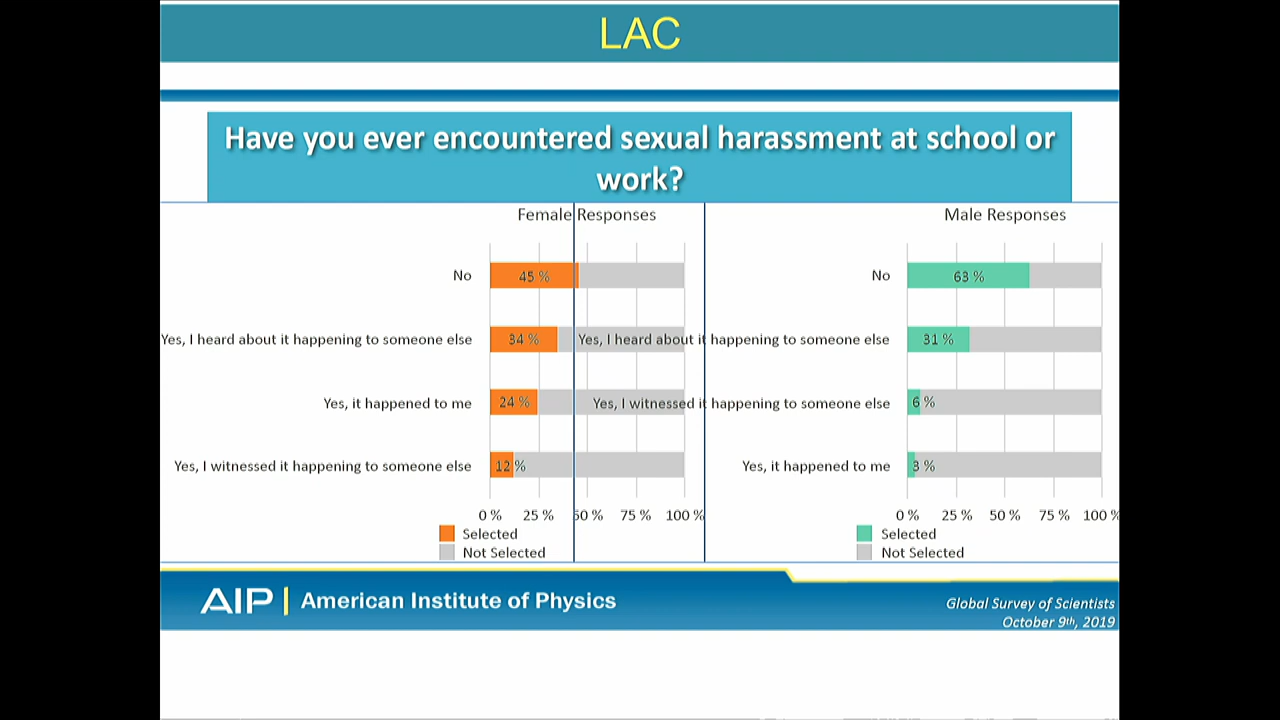 LAC
Have you ever encountered sexual harassment at school or
work?
Female Responses
No
45 %
Yes, I heard about it happening to someone else
34 %
Yes, it happened to me
24 %
Yes, I witnessed it happening to someone else
12 %
0 % 25 % 50 % 75 % 100 %
Selected
Not Selected
Male Responses
No
63 %
Yes, I heard about it happening to someone else
31 %
Yes, I witnessed it happening to someone else
6 %
Yes, it happened to me
3 %
0 % 25 % 50 % 75 % 100 %
Selected
Not Selected
AIP | American Institute of Physics
Global Survey of Scientists
October 9th, 2019